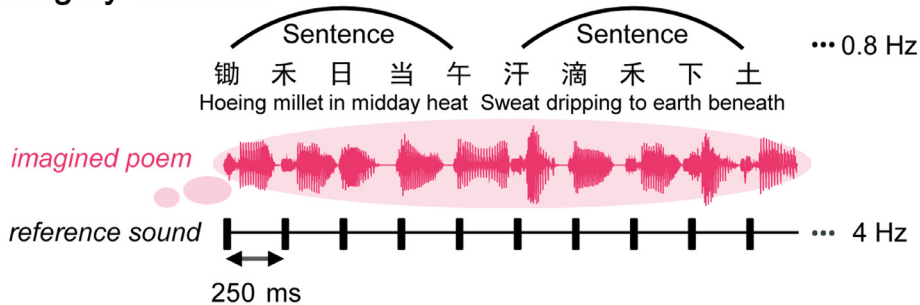 Sentence Sentence ··· 0.8 Hz
锄 禾 日 当 午 汗 滴 禾 下 土
Hoeing millet in midday heat Sweat dripping to earth beneath
imagined poem
reference sound ··· 4 Hz
250 ms